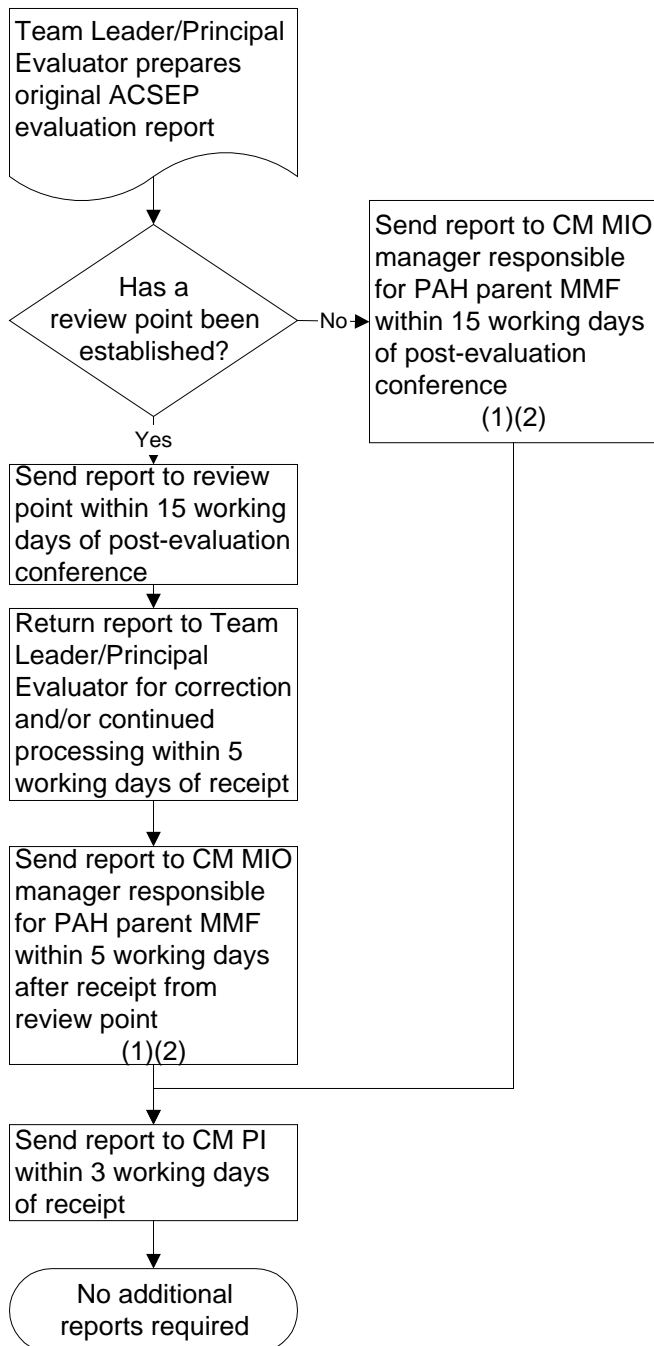 Team Leader/Principal
Evaluator prepares
original ACSEP
evaluation report
Has a
review point been
established?
No
Send report to CM MIO
manager responsible
for PAH parent MMF
within 15 working days
of post-evaluation
conference
(1)(2)
Yes
Send report to review
point within 15 working
days of post-evaluation
conference
Return report to Team
Leader/Principal
Evaluator for correction
and/or continued
processing within 5
working days of receipt
Send report to CM MIO
manager responsible
for PAH parent MMF
within 5 working days
after receipt from
review point
(1)(2)
Send report to CM PI
within 3 working days
of receipt
No additional
reports required